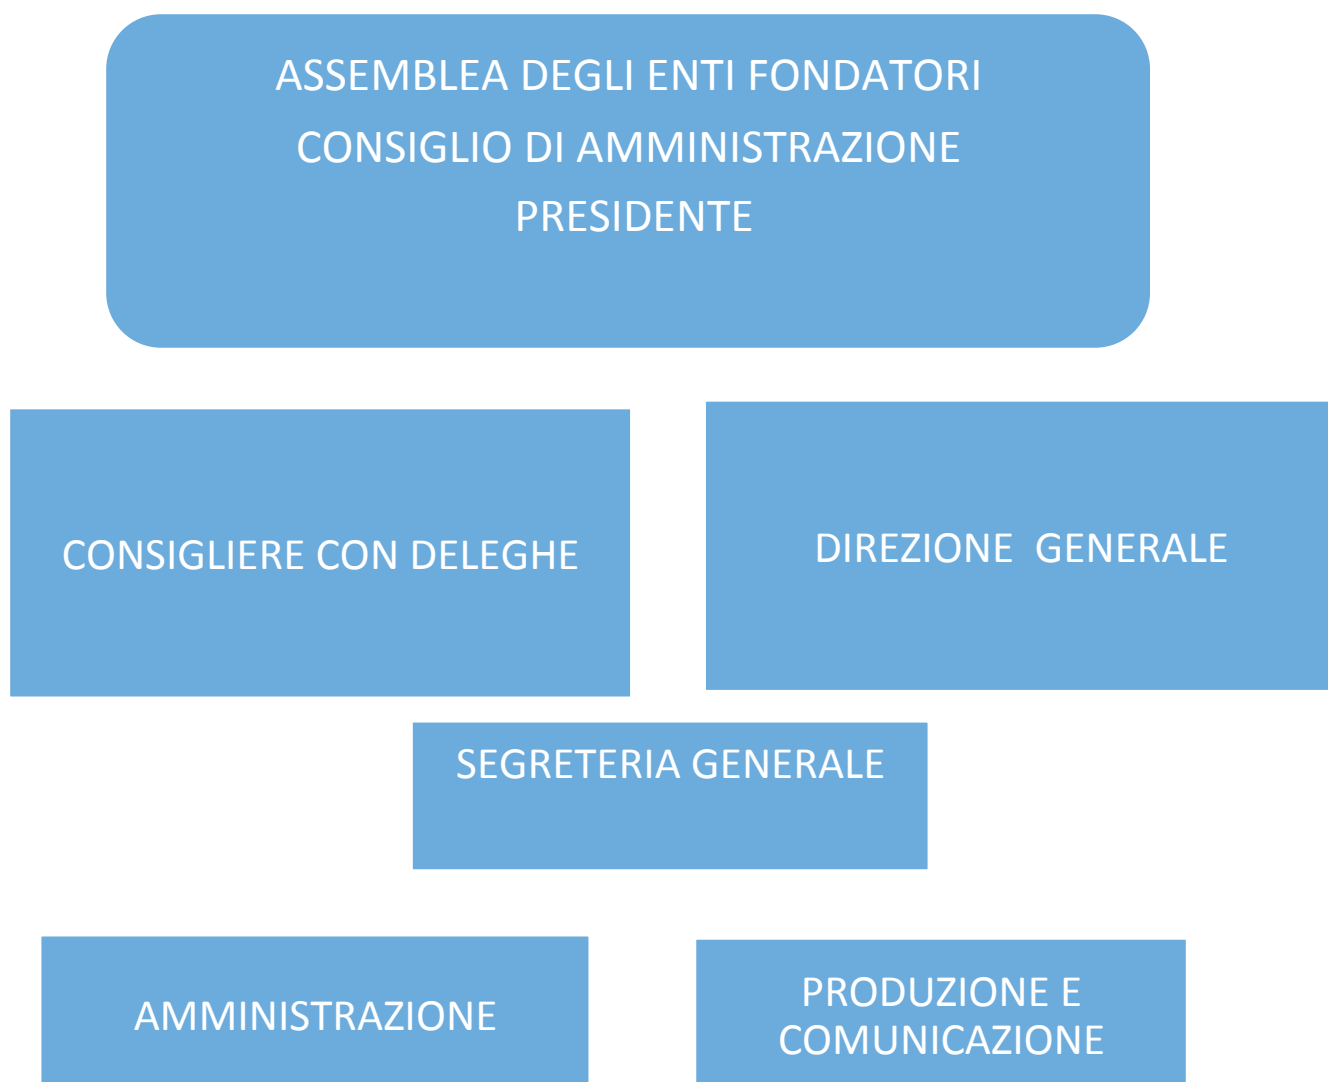 ASSEMBLEA DEGLI ENTI FONDATORI
CONSIGLIO DI AMMINISTRAZIONE
PRESIDENTE
CONSIGLIERE CON DELEGHE
DIREZIONE  GENERALE
SEGRETERIA GENERALE
AMMINISTRAZIONE
PRODUZIONE E
COMUNICAZIONE